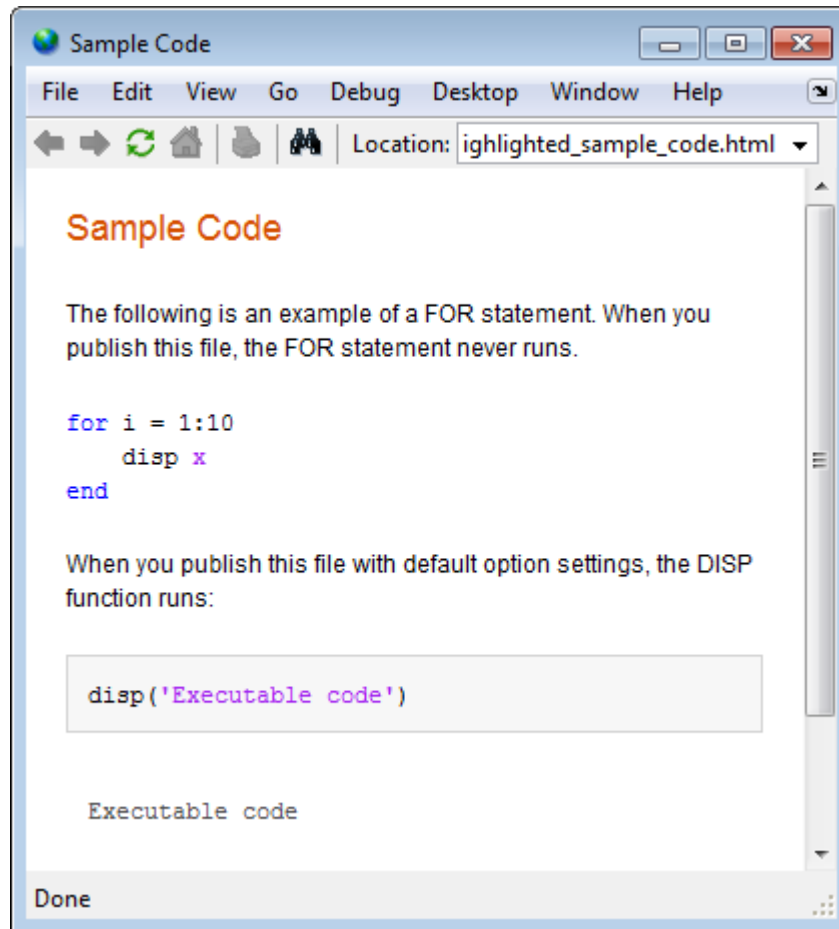 Sample Code
File Edit View Go Debug Desktop Window Help
Location: ighlighted_sample_code.html
Sample Code
The following is an example of a FOR statement. When you
publish this file, the FOR statement never runs.
for i = 1:10
    disp x
end
When you publish this file with default option settings, the DISP
function runs:
disp('Executable code')
Executable code
Done